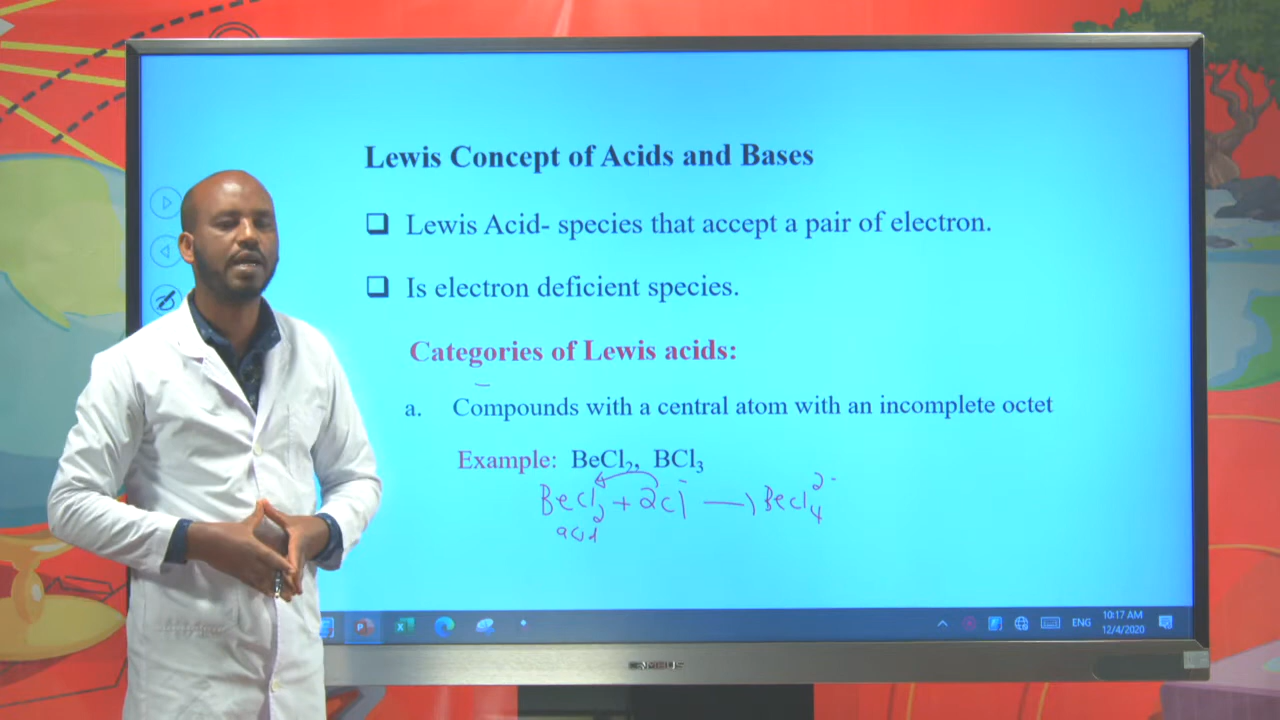 Lewis Concept of Acids and Bases
❑ Lewis Acid- species that accept a pair of electron.
❑ Is electron deficient species.
Categories of Lewis acids:
a. Compounds with a central atom with an incomplete octet
Example: BeCl₂, BCl₃
BeCl₂ + 2Cl⁻ → BeCl₄²⁻
acid
ENG
10:17 AM
12/4/2020